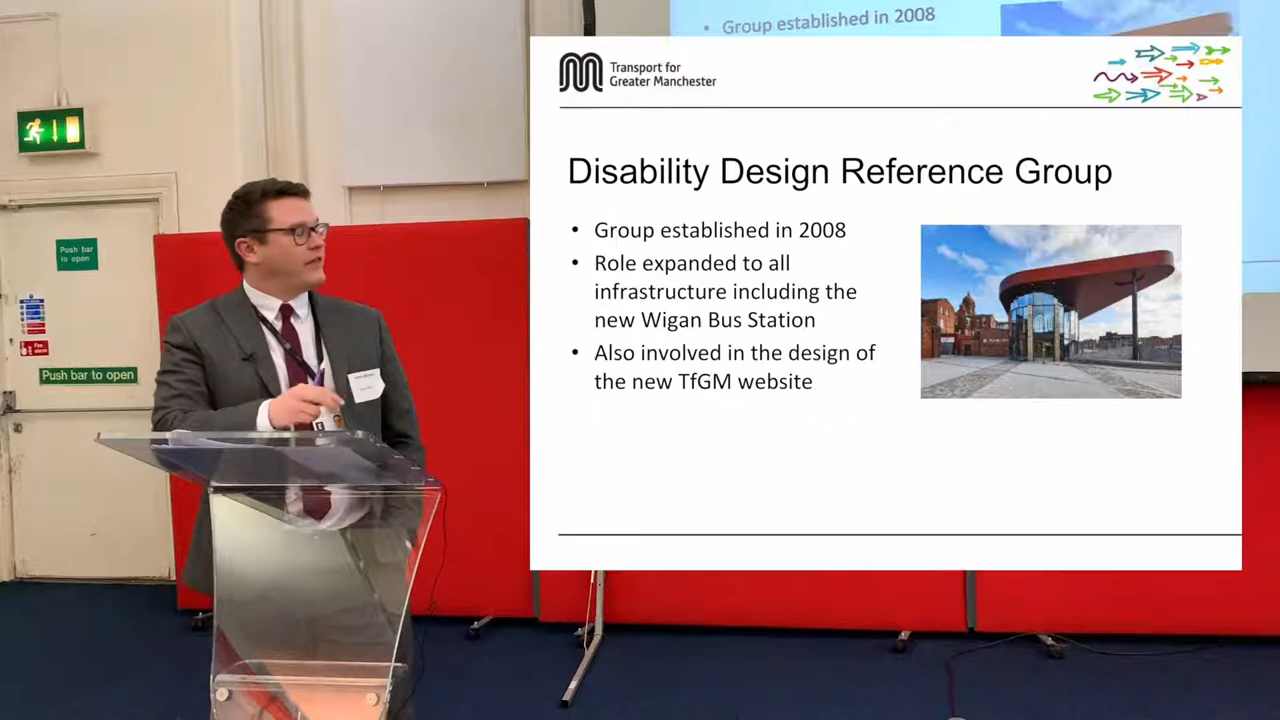 • Group established in 2008
Transport for
Greater Manchester
Disability Design Reference Group
• Group established in 2008
• Role expanded to all
infrastructure including the
new Wigan Bus Station
• Also involved in the design of
the new TfGM website
Push bar
to open
Fire alarm
Push bar to open